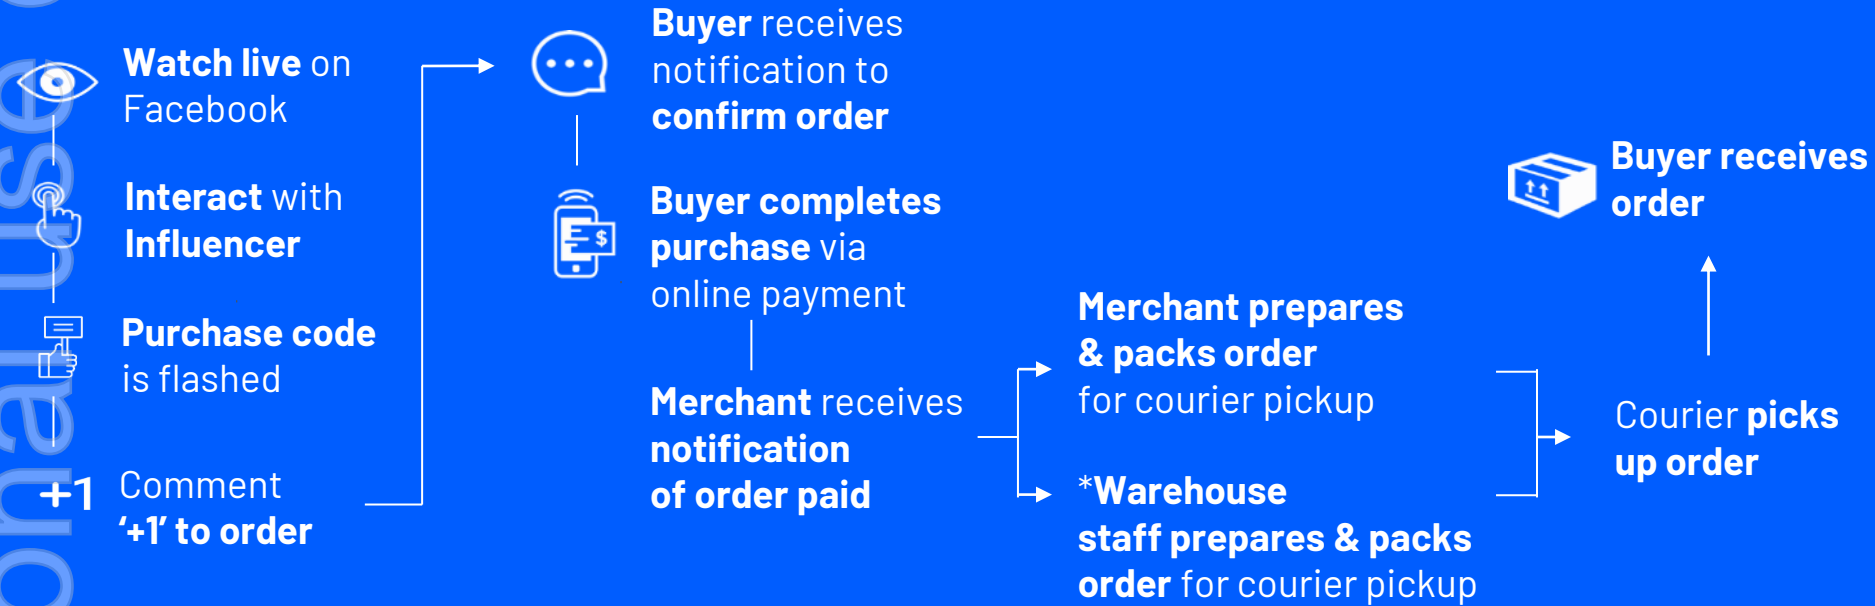 Watch live on
Facebook
Interact with
Influencer
Purchase code
is flashed
+1 Comment
‘+1’ to order
Buyer receives
notification to
confirm order
Buyer completes
purchase via
online payment
$
Merchant receives
notification
of order paid
Merchant prepares
& packs order
for courier pickup
*Warehouse
staff prepares & packs
order for courier pickup
Courier picks
up order
Buyer receives
order
onal use